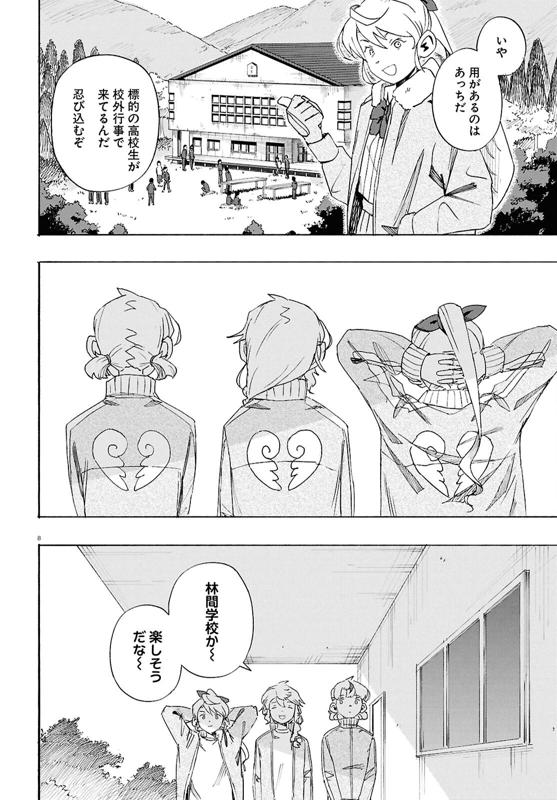 いや
用があるのは
あっちだ
標的の高校生が
校外行事で
来てるんだ
忍び込むぞ
8
林間学校か〜
楽しそう
だな〜